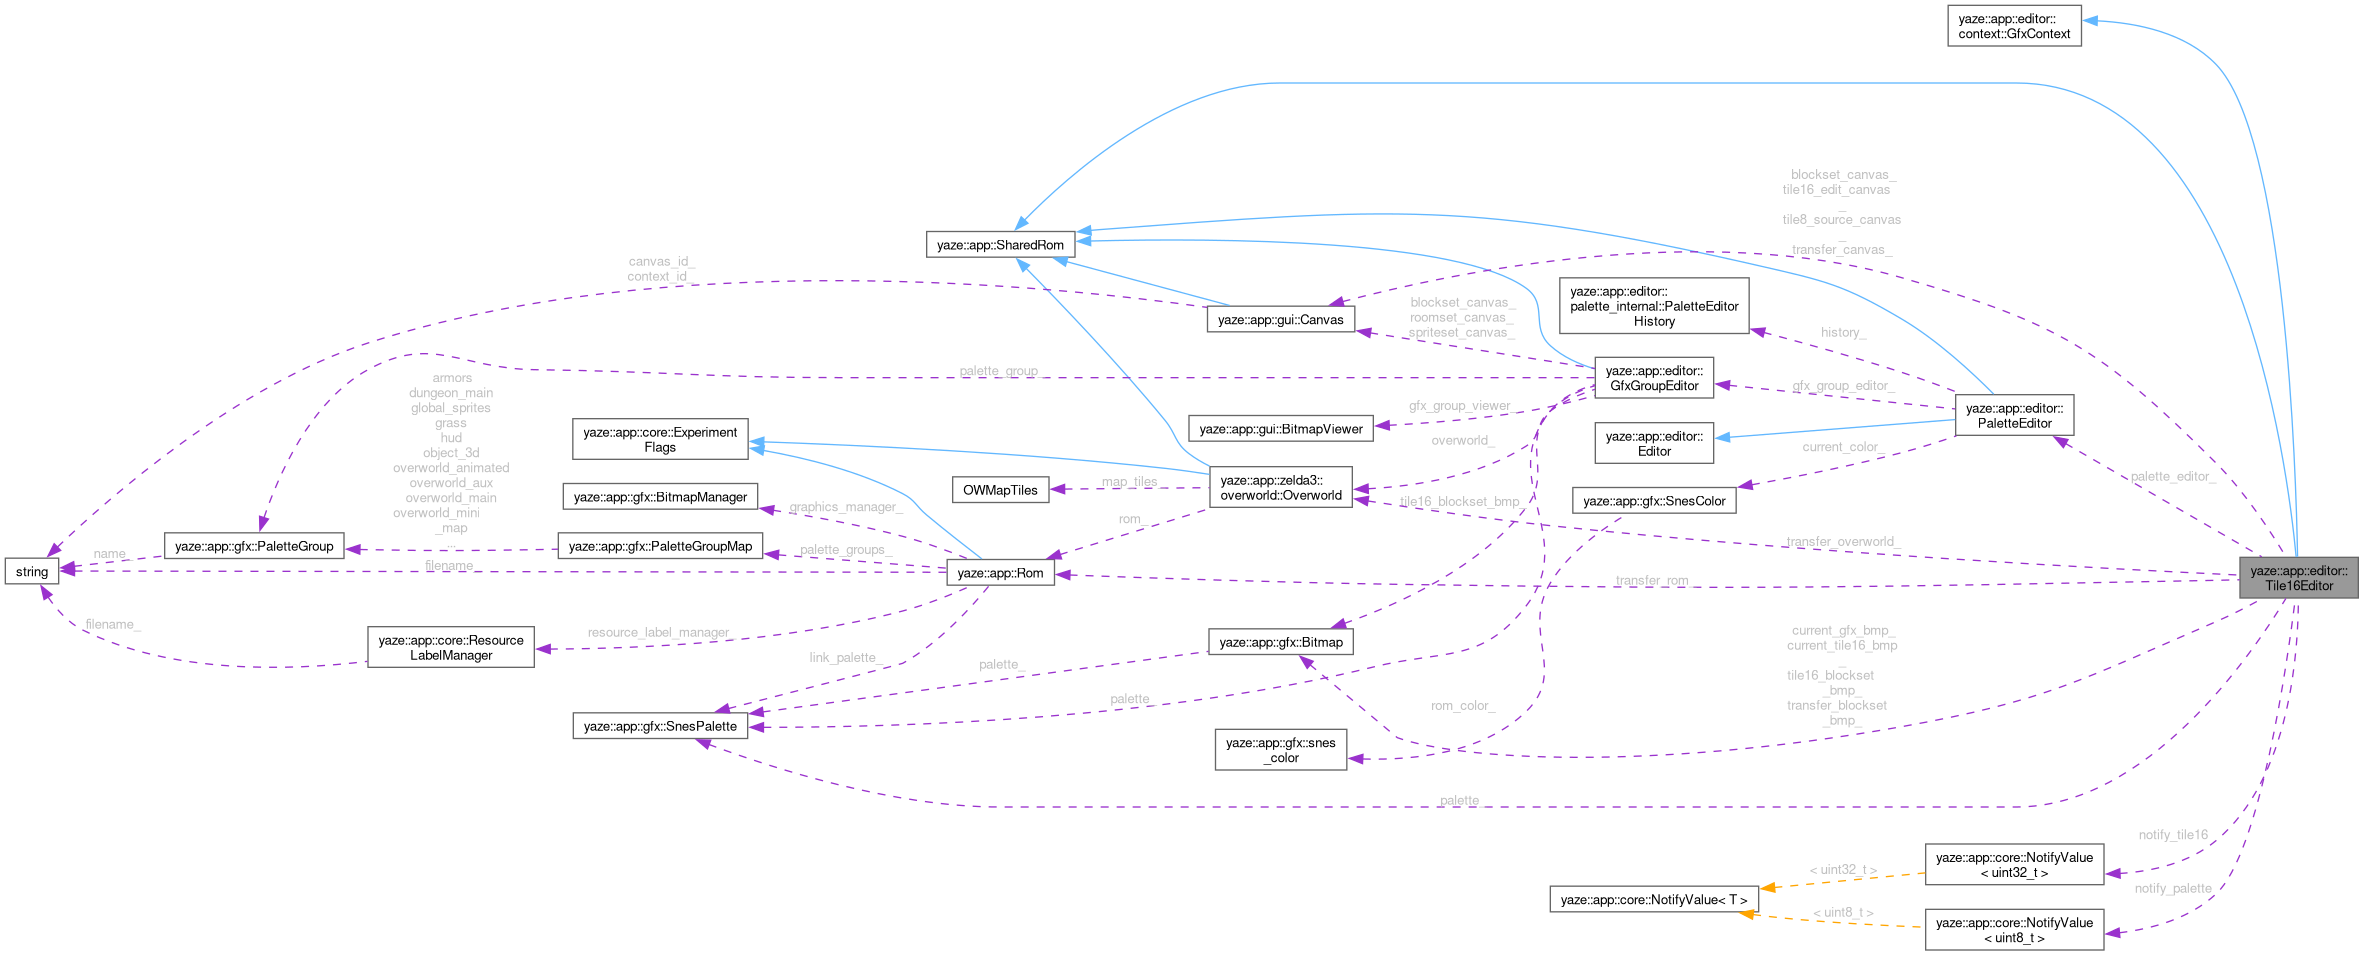 yaze::app::editor::
context::GfxContext
blockset_canvas_
tile16_edit_canvas
_
tile8_source_canvas
_
transfer_canvas_
yaze::app::SharedRom
canvas_id_
context_id_
yaze::app::editor::
palette_internal::PaletteEditor
History
yaze::app::gui::Canvas
blockset_canvas_
roomset_canvas_
spriteset_canvas_
history_
yaze::app::editor::
GfxGroupEditor
palette_group
gfx_group_editor_
armors
dungeon_main
global_sprites
grass
hud
object_3d
overworld_animated
overworld_aux
overworld_main
overworld_mini
_map
...
gfx_group_viewer_
yaze::app::editor::
PaletteEditor
yaze::app::gui::BitmapViewer
yaze::app::core::Experiment
Flags
overworld_
yaze::app::editor::
Editor
current_color_
yaze::app::zelda3::
overworld::Overworld
map_tiles_
OWMapTiles
palette_editor_
yaze::app::gfx::BitmapManager
graphics_manager_
tile16_blockset_bmp_
yaze::app::gfx::SnesColor
rom_
transfer_overworld_
yaze::app::gfx::PaletteGroup
yaze::app::gfx::PaletteGroupMap
palette_groups_
name_
string
filename_
yaze::app::Rom
transfer_rom
yaze::app::editor::
Tile16Editor
filename_
yaze::app::core::Resource
LabelManager
resource_label_manager_
link_palette_
yaze::app::gfx::Bitmap
palette_
current_gfx_bmp_
current_tile16_bmp
_
tile16_blockset
_bmp_
transfer_blockset
_bmp_
palette_
rom_color_
yaze::app::gfx::SnesPalette
yaze::app::gfx::snes
_color
palette_
notify_tile16
yaze::app::core::NotifyValue
< uint32_t >
< uint32_t >
notify_palette
yaze::app::core::NotifyValue< T >
< uint8_t >
yaze::app::core::NotifyValue
< uint8_t >